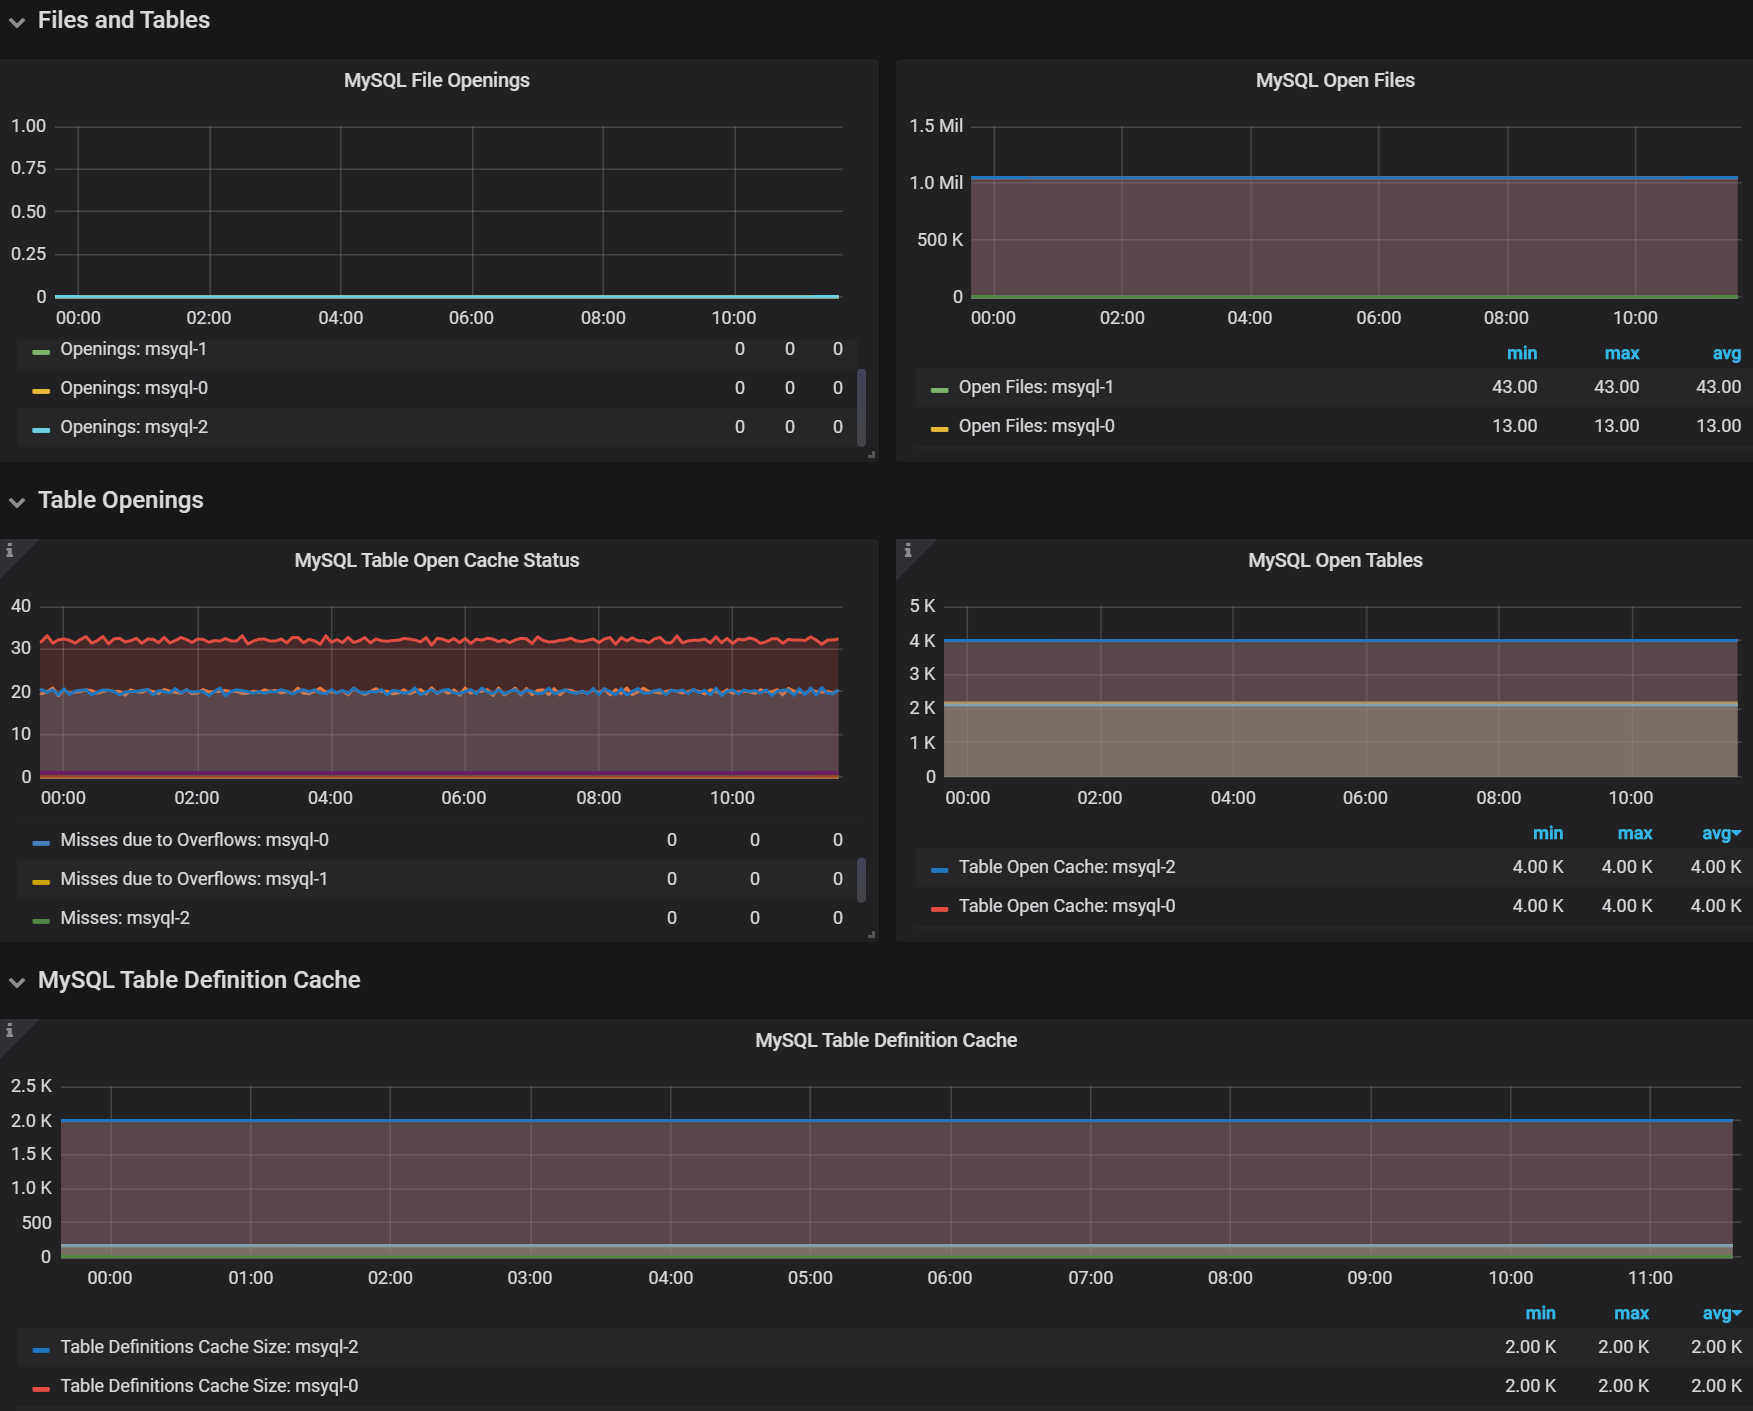 Files and Tables
MySQL File Openings
1.00
0.75
0.50
0.25
0
00:00 02:00 04:00 06:00 08:00 10:00
Openings: msyql-1 0 0 0
Openings: msyql-0 0 0 0
Openings: msyql-2 0 0 0
MySQL Open Files
1.5 Mil
1.0 Mil
500 K
0
00:00 02:00 04:00 06:00 08:00 10:00
min max avg
Open Files: msyql-1 43.00 43.00 43.00
Open Files: msyql-0 13.00 13.00 13.00
Table Openings
MySQL Table Open Cache Status
40
30
20
10
0
00:00 02:00 04:00 06:00 08:00 10:00
Misses due to Overflows: msyql-0 0 0 0
Misses due to Overflows: msyql-1 0 0 0
Misses: msyql-2 0 0 0
MySQL Open Tables
5 K
4 K
3 K
2 K
1 K
0
00:00 02:00 04:00 06:00 08:00 10:00
min max avg
Table Open Cache: msyql-2 4.00 K 4.00 K 4.00 K
Table Open Cache: msyql-0 4.00 K 4.00 K 4.00 K
MySQL Table Definition Cache
MySQL Table Definition Cache
2.5 K
2.0 K
1.5 K
1.0 K
500
0
00:00 01:00 02:00 03:00 04:00 05:00 06:00 07:00 08:00 09:00 10:00 11:00
min max avg
Table Definitions Cache Size: msyql-2 2.00 K 2.00 K 2.00 K
Table Definitions Cache Size: msyql-0 2.00 K 2.00 K 2.00 K